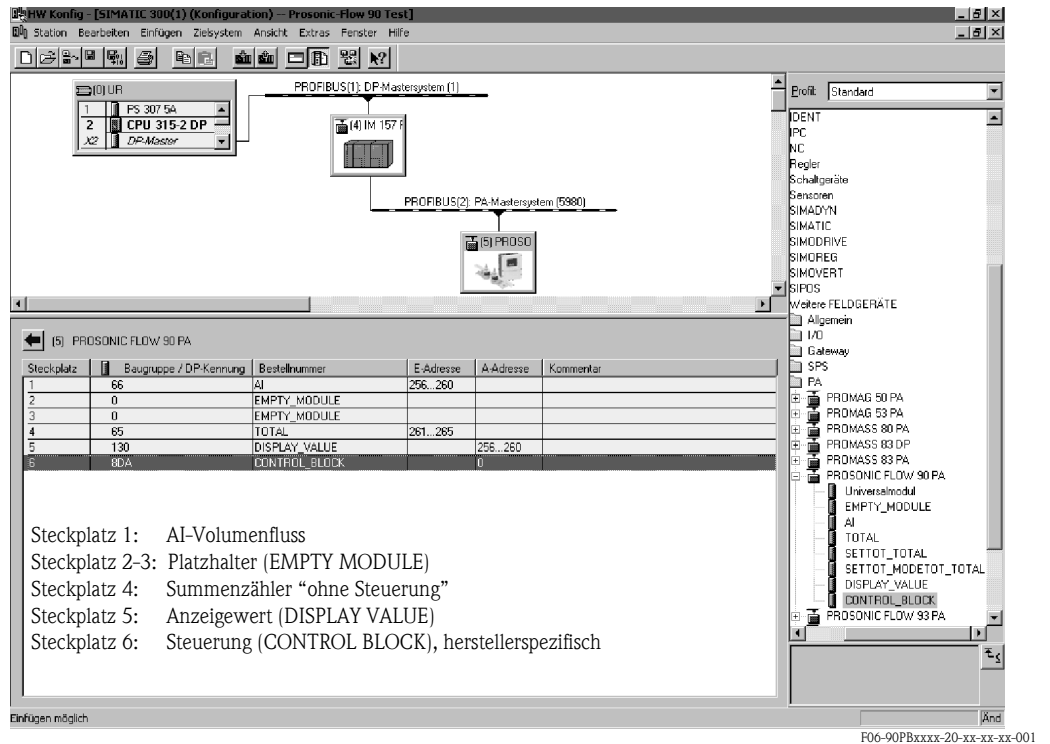 HW Konfig - [SIMATIC 300(1) (Konfiguration) -- Prosonic-Flow 90 Test]
Station Bearbeiten Einfügen Zielsystem Ansicht Extras Fenster Hilfe
(0) UR
1 PS 307 5A
2 CPU 315-2 DP
X2 DP-Master
PROFIBUS(1): DP-Mastersystem (1)
(4) IM 157 F
PROFIBUS(2): PA-Mastersystem (5980)
(5) PROSO
Profil: Standard
IDENT
IPC
NC
Regler
Schaltgeräte
Sensoren
SIMADYN
SIMATIC
SIMODRIVE
SIMOREG
SIMOVERT
SIPOS
Weitere FELDGERÄTE
Allgemein
I/O
Gateway
SPS
PA
PROMAG 50 PA
PROMAG 53 PA
PROMASS 80 PA
PROMASS 83 DP
PROMASS 83 PA
PROSONIC FLOW 90 PA
Universalmodul
EMPTY_MODULE
AI
TOTAL
SETTOT_TOTAL
SETTOT_MODETOT_TOTAL
DISPLAY_VALUE
CONTROL_BLOCK
PROSONIC FLOW 93 PA
(5) PROSONIC FLOW 90 PA
Steckplatz Baugruppe / DP-Kennung Bestellnummer E-Adresse A-Adresse Kommentar
1 66 AI 256...260
2 0 EMPTY_MODULE
3 0 EMPTY_MODULE
4 65 TOTAL 261...265
5 130 DISPLAY_VALUE 256...260
6 8DA CONTROL_BLOCK 0
Steckplatz 1: AI-Volumenfluss
Steckplatz 2-3: Platzhalter (EMPTY MODULE)
Steckplatz 4: Summenzähler “ohne Steuerung”
Steckplatz 5: Anzeigewert (DISPLAY VALUE)
Steckplatz 6: Steuerung (CONTROL BLOCK), herstellerspezifisch
Einfügen möglich
Änd
F06-90PBxxxx-20-xx-xx-xx-001